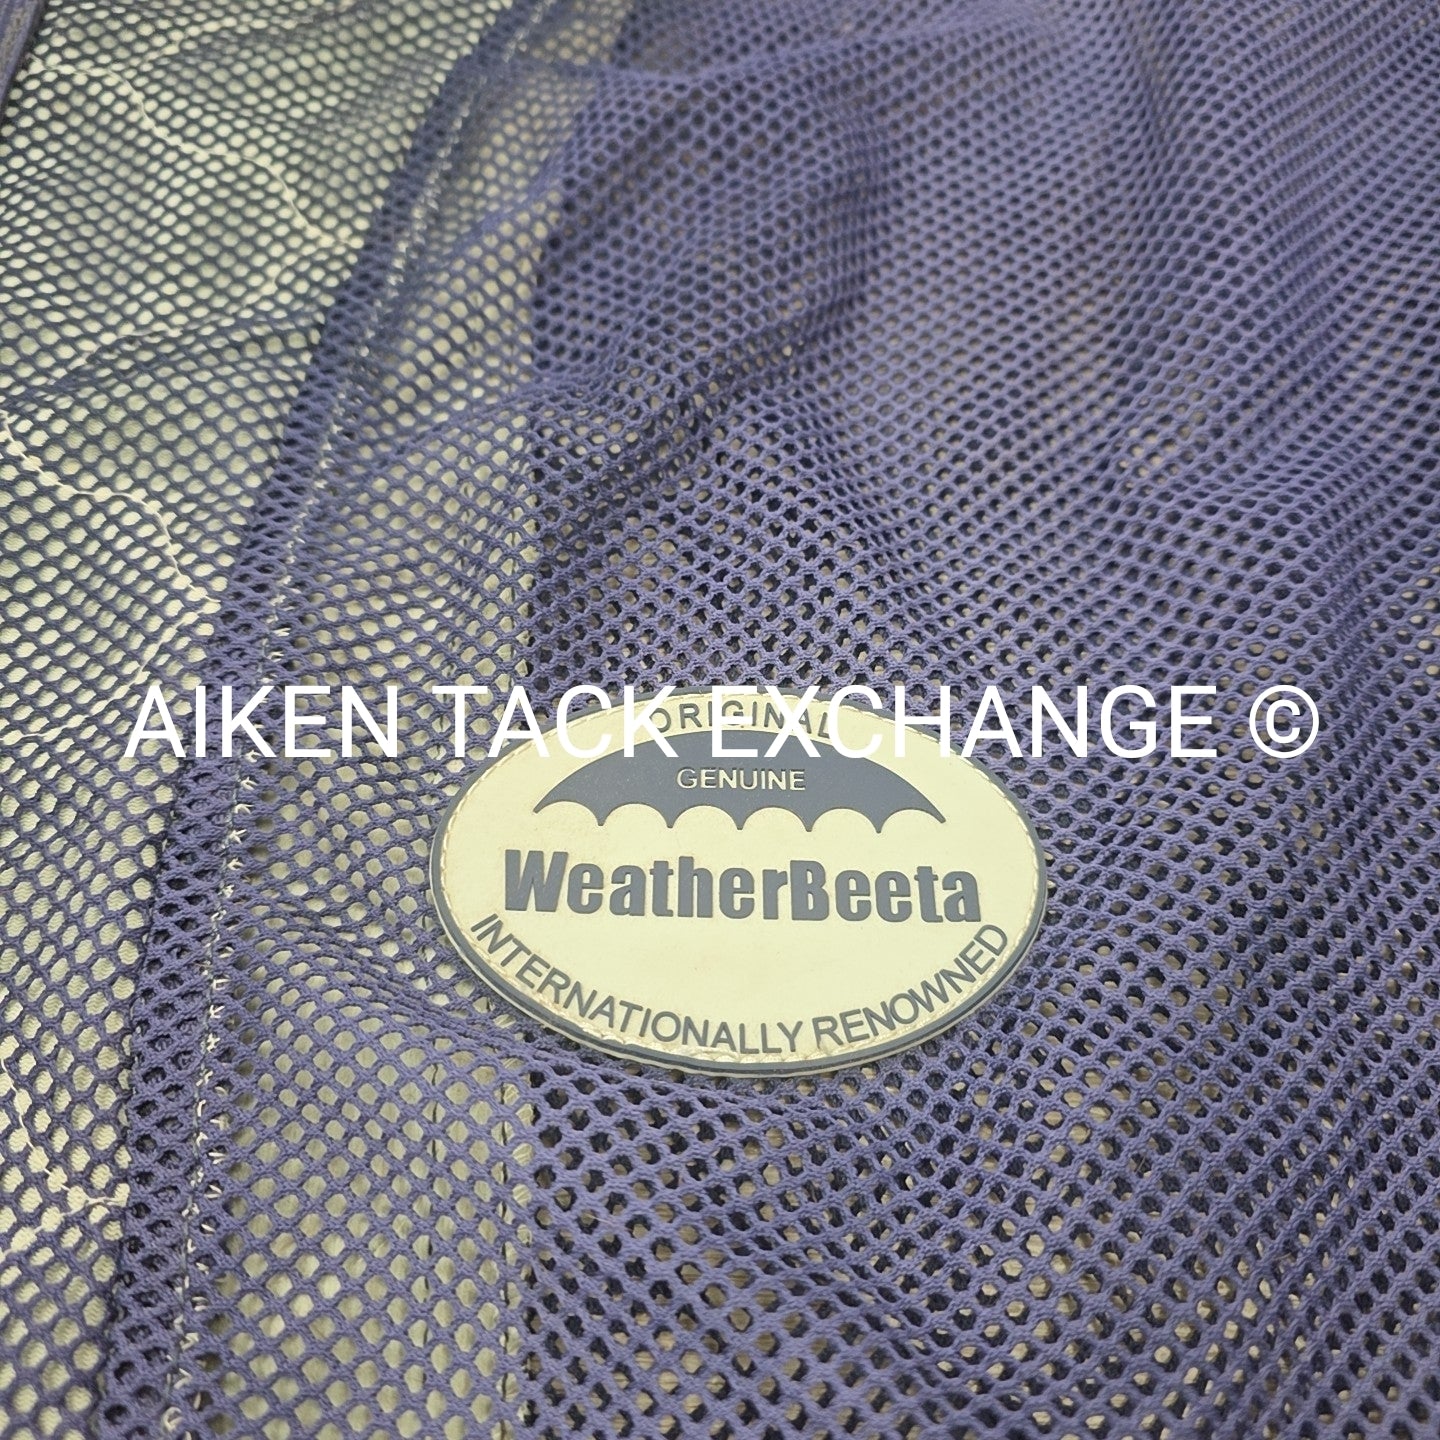 AIKEN TACK EXCHANGE ©
ORIGINAL
GENUINE
WeatherBeeta
INTERNATIONALLY RENOWNED